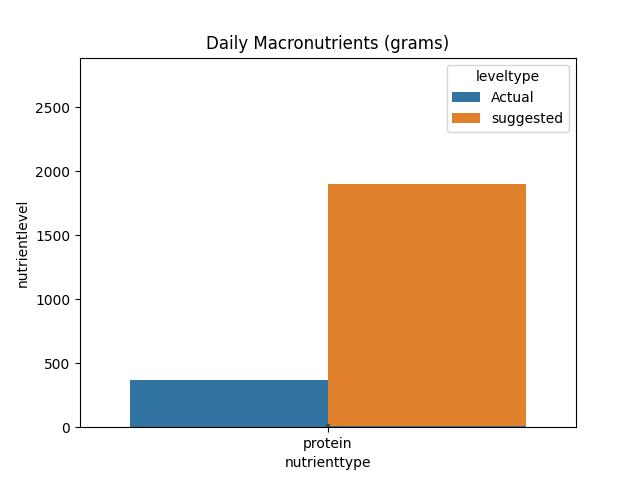 Daily Macronutrients (grams)
leveltype
Actual
suggested
2500
2000
1500
1000
500
0
nutrientlevel
protein
nutrienttype